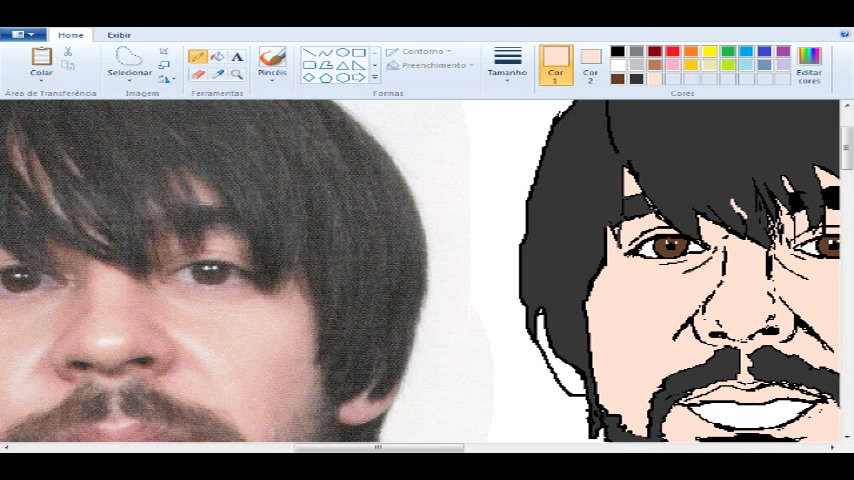 Home Exibir
Colar
Selecionar
A
Pincéis
Contorno
Preenchimento
Tamanho
Cor 1
Cor 2
Editar cores
Área de Transferência Imagem Ferramentas Formas Cores